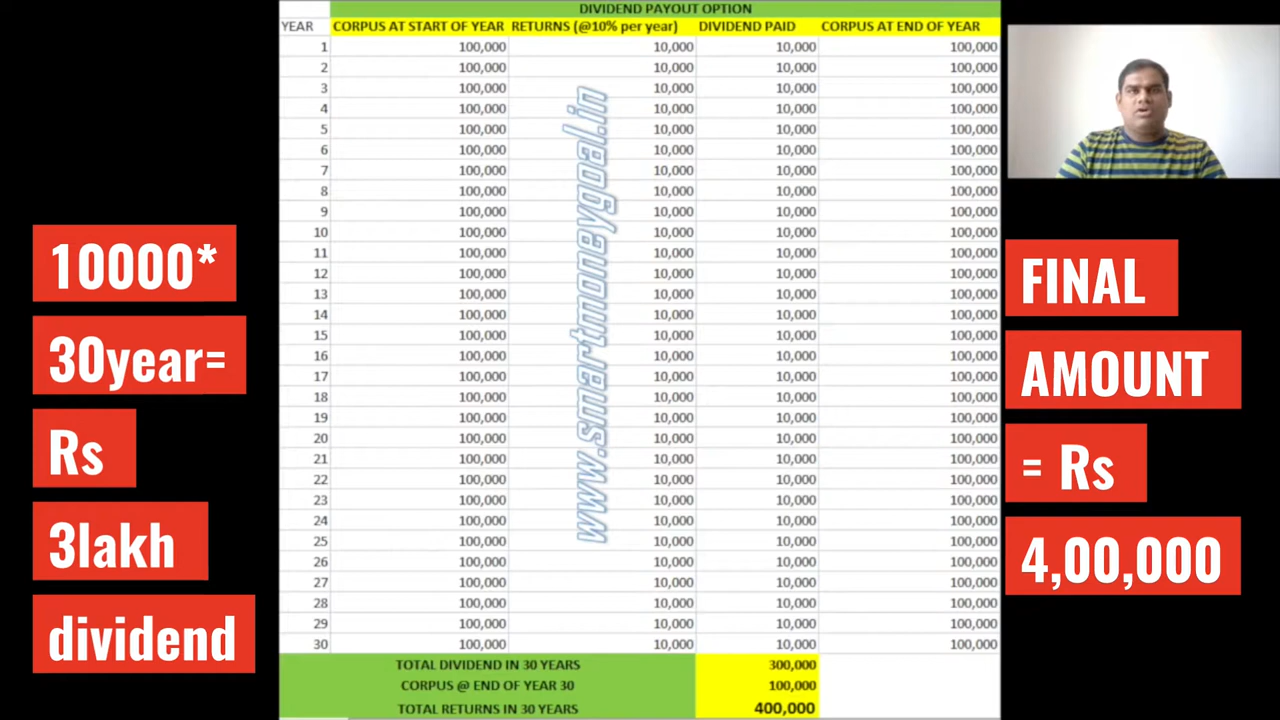 DIVIDEND PAYOUT OPTION
YEAR CORPUS AT START OF YEAR RETURNS (@10% per year) DIVIDEND PAID CORPUS AT END OF YEAR
1 100,000 10,000 10,000 100,000
2 100,000 10,000 10,000 100,000
3 100,000 10,000 10,000 100,000
4 100,000 10,000 10,000 100,000
5 100,000 10,000 10,000 100,000
6 100,000 10,000 10,000 100,000
7 100,000 10,000 10,000 100,000
8 100,000 10,000 10,000 100,000
9 100,000 10,000 10,000 100,000
10 100,000 10,000 10,000 100,000
11 100,000 10,000 10,000 100,000
12 100,000 10,000 10,000 100,000
13 100,000 10,000 10,000 100,000
14 100,000 10,000 10,000 100,000
15 100,000 10,000 10,000 100,000
16 100,000 10,000 10,000 100,000
17 100,000 10,000 10,000 100,000
18 100,000 10,000 10,000 100,000
19 100,000 10,000 10,000 100,000
20 100,000 10,000 10,000 100,000
21 100,000 10,000 10,000 100,000
22 100,000 10,000 10,000 100,000
23 100,000 10,000 10,000 100,000
24 100,000 10,000 10,000 100,000
25 100,000 10,000 10,000 100,000
26 100,000 10,000 10,000 100,000
27 100,000 10,000 10,000 100,000
28 100,000 10,000 10,000 100,000
29 100,000 10,000 10,000 100,000
30 100,000 10,000 10,000 100,000
TOTAL DIVIDEND IN 30 YEARS 300,000
CORPUS @ END OF YEAR 30 100,000
TOTAL RETURNS IN 30 YEARS 400,000
www.smartmoneygoal.in
10000*
30year=
Rs
3lakh
dividend
FINAL
AMOUNT
= Rs
4,00,000